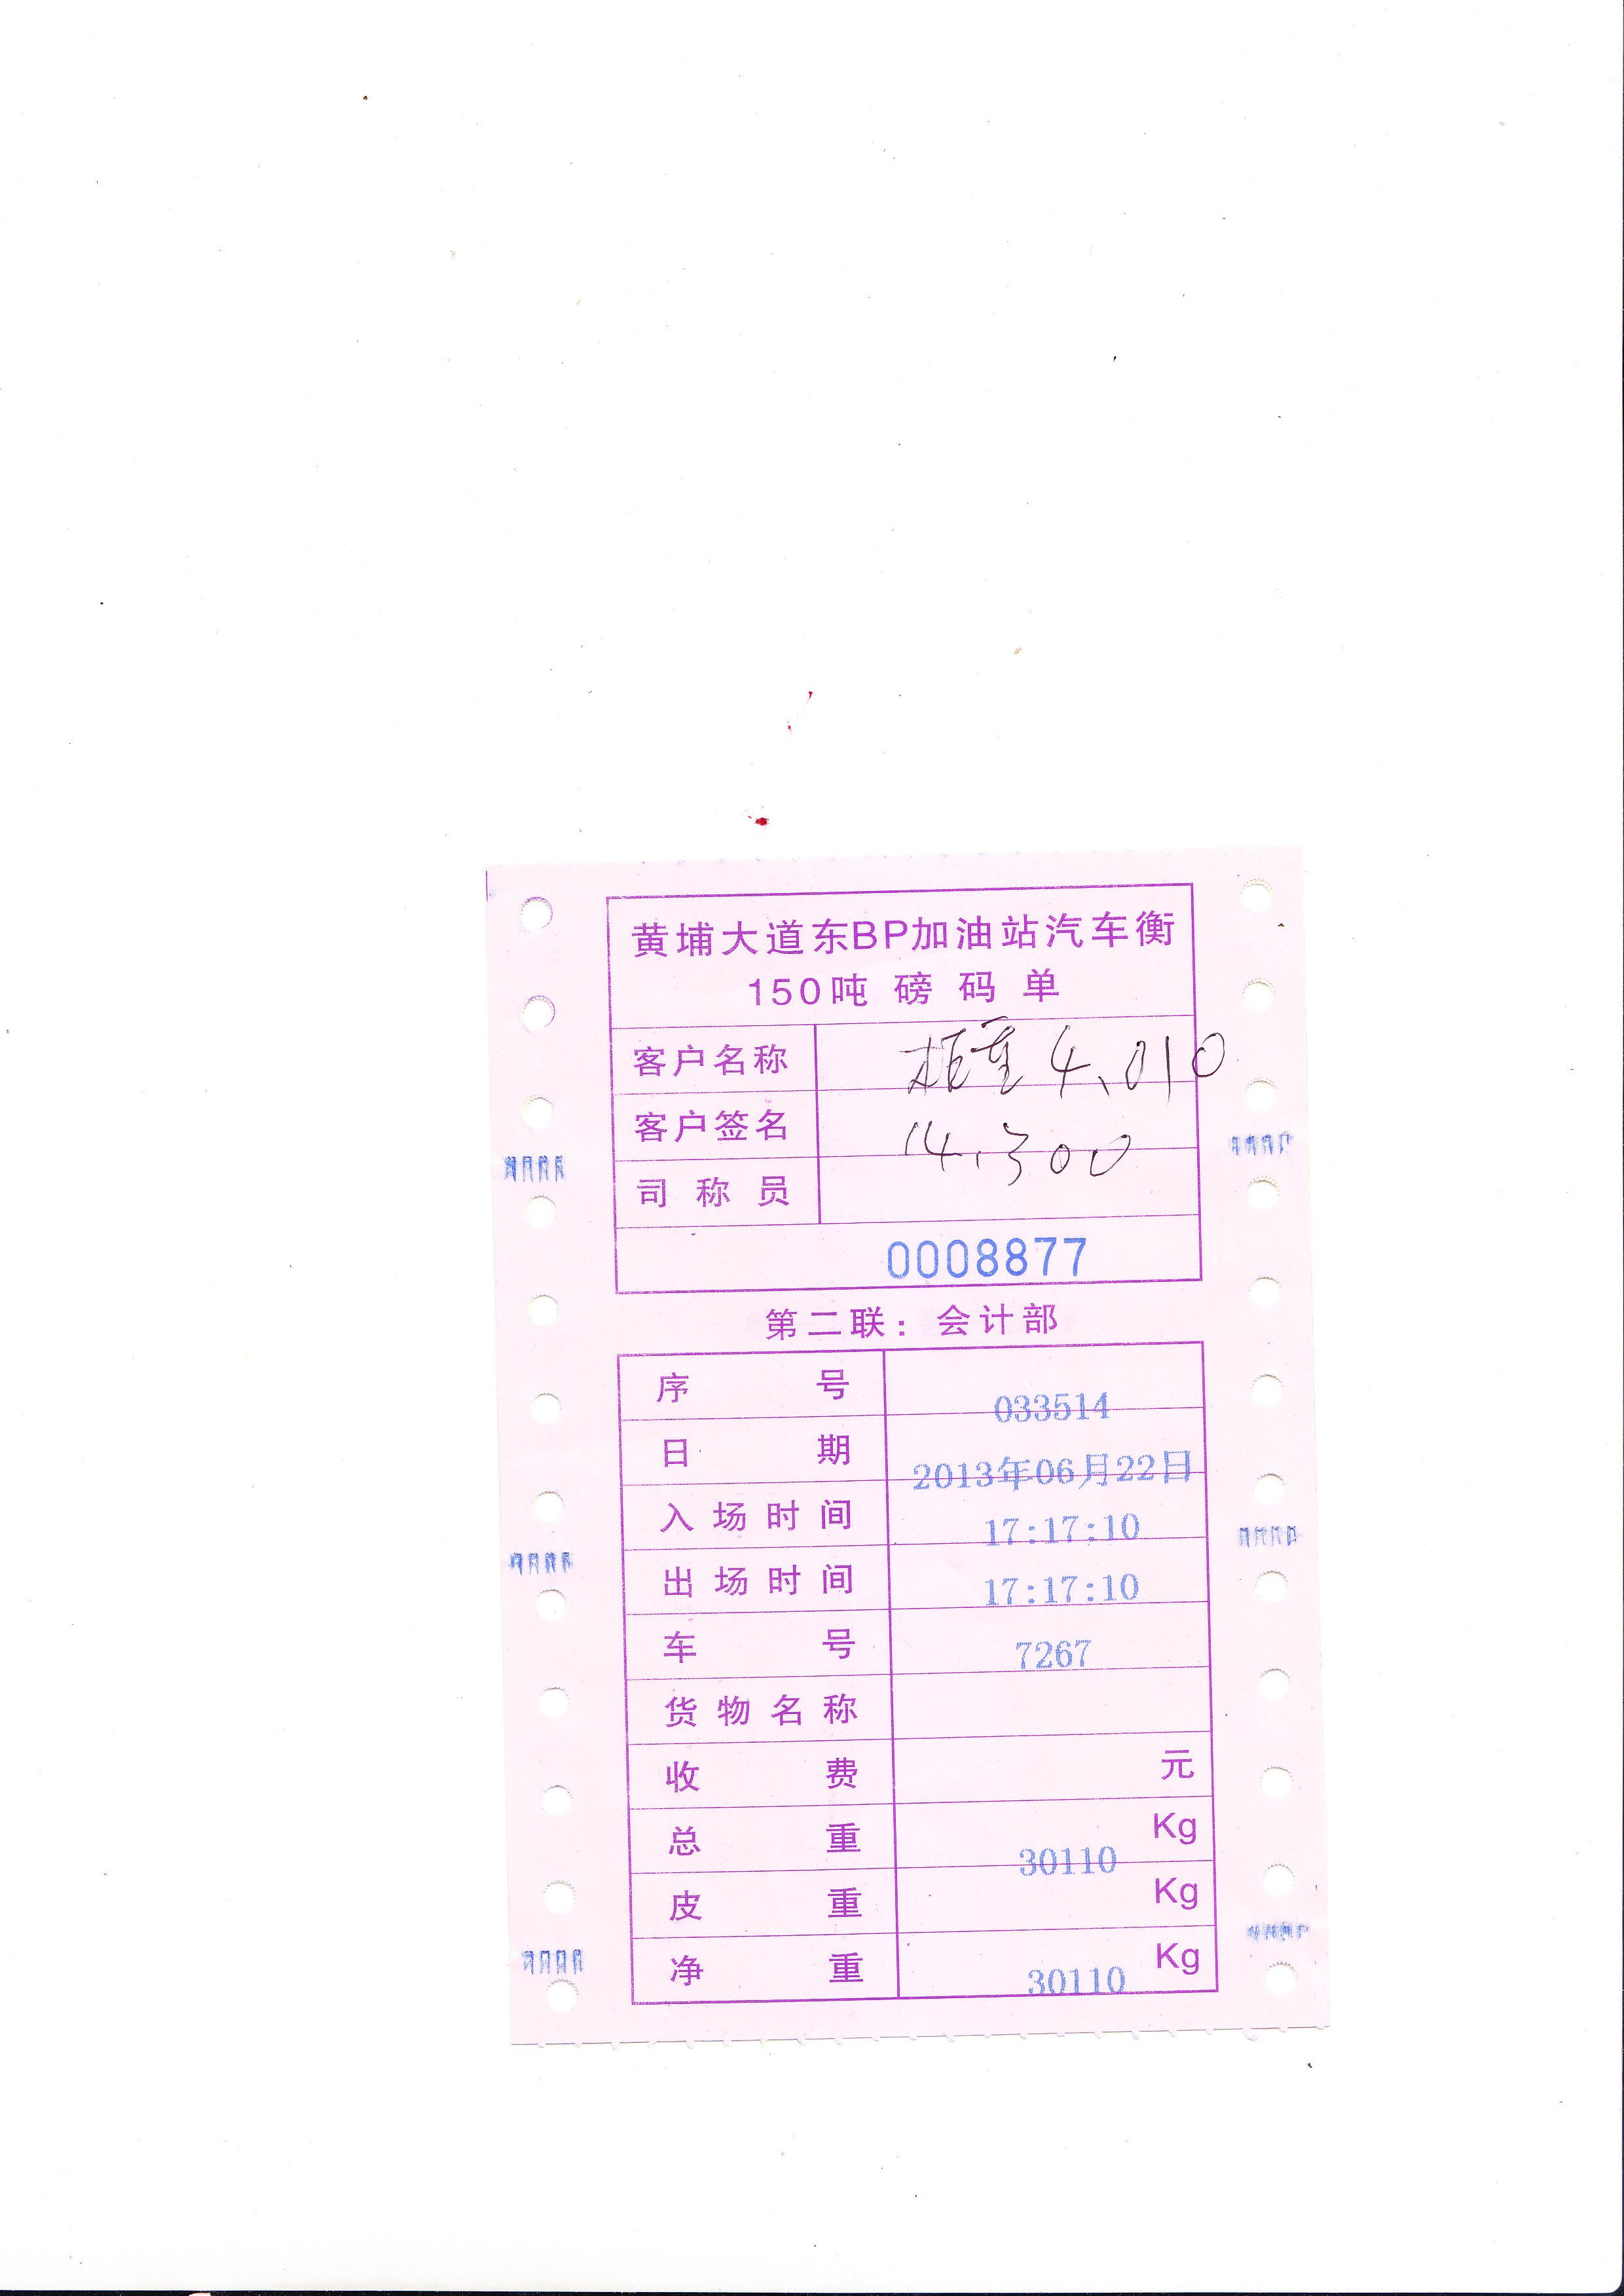 黄埔大道东BP加油站汽车衡
150吨 磅 码 单
客户名称 柜重 4.010
客户签名 14.300
司 称 员
0008877
第二联：会计部
序 号 033514
日 期 2013年06月22日
入 场 时 间 17:17:10
出 场 时 间 17:17:10
车 号 7267
货 物 名 称
收 费 元
总 重 30110 Kg
皮 重 Kg
净 重 30110 Kg